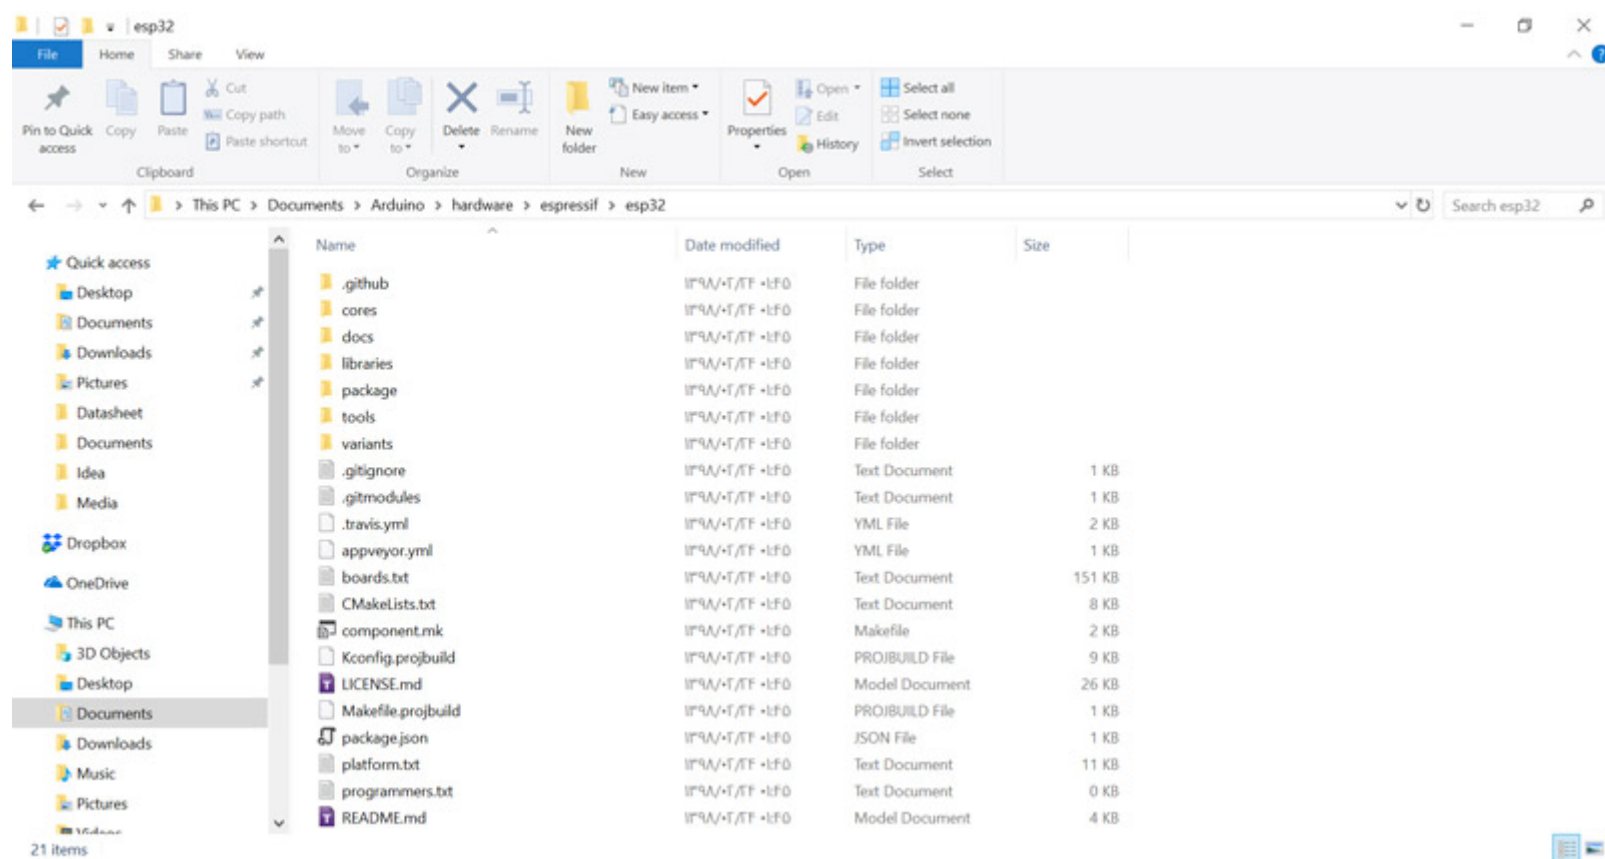 esp32
File Home Share View
Pin to Quick access
Copy
Paste
Cut
Copy path
Paste shortcut
Clipboard
Move to
Copy to
Delete
Rename
Organize
New folder
New item
Easy access
New
Properties
Open
Edit
History
Open
Select all
Select none
Invert selection
Select
This PC > Documents > Arduino > hardware > espressif > esp32
Search esp32
Quick access
Desktop
Documents
Downloads
Pictures
Datasheet
Documents
Idea
Media
Dropbox
OneDrive
This PC
3D Objects
Desktop
Documents
Downloads
Music
Pictures
Videos
Name Date modified Type Size
.github File folder
cores File folder
docs File folder
libraries File folder
package File folder
tools File folder
variants File folder
.gitignore Text Document 1 KB
.gitmodules Text Document 1 KB
.travis.yml YML File 2 KB
appveyor.yml YML File 1 KB
boards.txt Text Document 151 KB
CMakeLists.txt Text Document 8 KB
component.mk Makefile 2 KB
Kconfig.projbuild PROJBUILD File 9 KB
LICENSE.md Model Document 26 KB
Makefile.projbuild PROJBUILD File 1 KB
package.json JSON File 1 KB
platform.txt Text Document 11 KB
programmers.txt Text Document 0 KB
README.md Model Document 4 KB
21 items